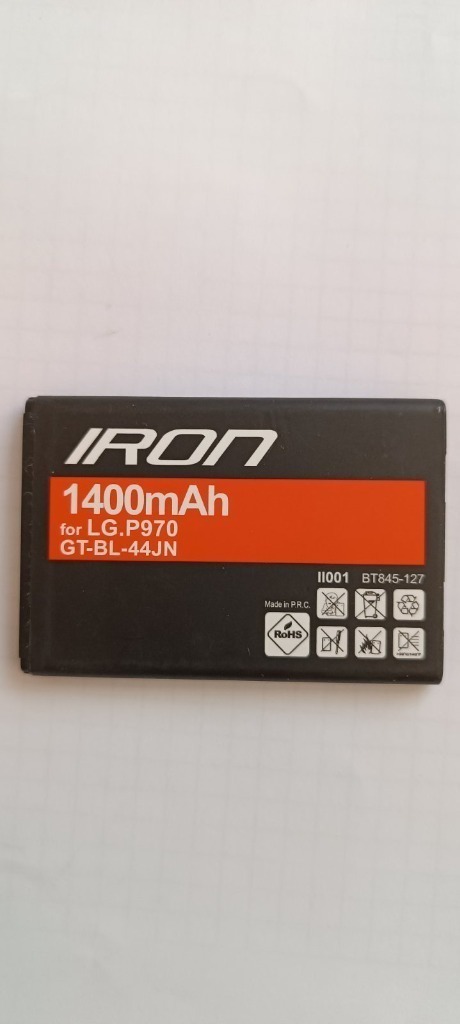 IRON
1400mAh
for LG.P970
GT-BL-44JN
II001 BT845-127
Made in P.R.C.
RoHS